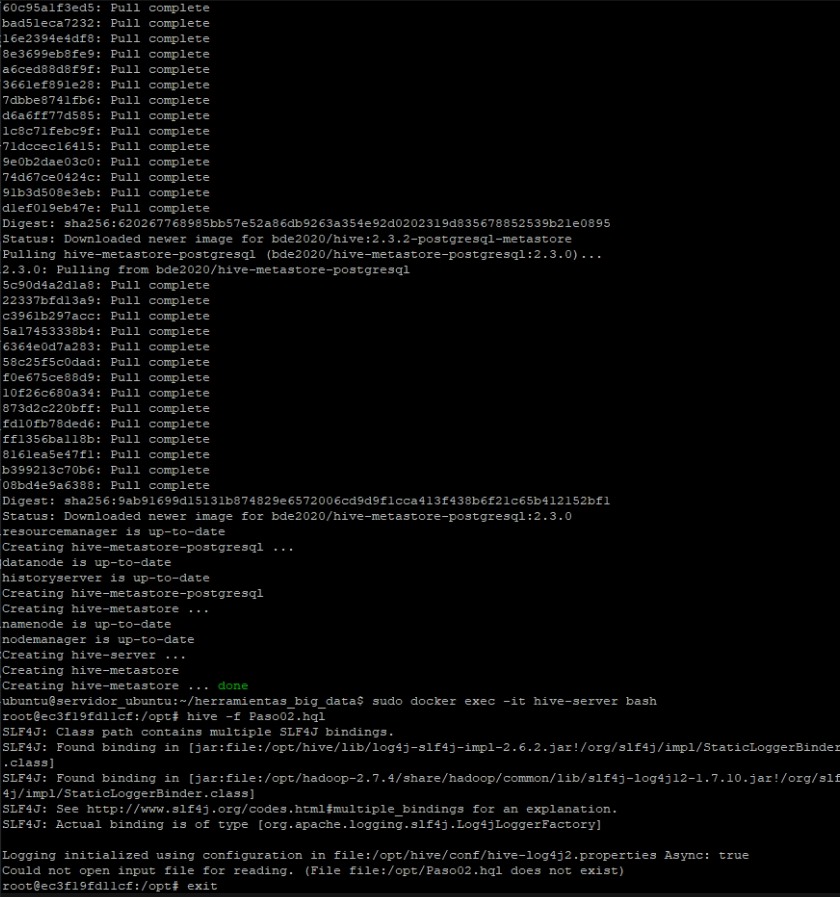 60c95a1f3ed5: Pull complete
bad51eca7232: Pull complete
16e2394e4df8: Pull complete
8e3699eb8fe9: Pull complete
a6ced88d8f9f: Pull complete
3661ef891e28: Pull complete
7dbbe8741fb6: Pull complete
d6a6ff77d585: Pull complete
1c8c71febc9f: Pull complete
71dccec16415: Pull complete
9e0b2dae03c0: Pull complete
74d67ce0424c: Pull complete
91b3d508e3eb: Pull complete
d1ef019eb47e: Pull complete
Digest: sha256:620267768985bb57e52a86db9263a354e92d0202319d835678852539b21e0895
Status: Downloaded newer image for bde2020/hive:2.3.2-postgresql-metastore
Pulling hive-metastore-postgresql (bde2020/hive-metastore-postgresql:2.3.0)...
2.3.0: Pulling from bde2020/hive-metastore-postgresql
5c90d4a2d1a8: Pull complete
22337bfd13a9: Pull complete
c3961b297acc: Pull complete
5a17453338b4: Pull complete
6364e0d7a283: Pull complete
58c25f5c0dad: Pull complete
f0e675ce88d9: Pull complete
10f26c680a34: Pull complete
873d2c220bff: Pull complete
fd10fb78ded6: Pull complete
ff1356ba118b: Pull complete
8161ea5e47f1: Pull complete
b399213c70b6: Pull complete
08bd4e9a6388: Pull complete
Digest: sha256:9ab91699d15131b874829e6572006cd9d9f1cca413f438b6f21c65b412152bf1
Status: Downloaded newer image for bde2020/hive-metastore-postgresql:2.3.0
resourcemanager is up-to-date
Creating hive-metastore-postgresql ...
datanode is up-to-date
historyserver is up-to-date
Creating hive-metastore-postgresql
Creating hive-metastore ...
namenode is up-to-date
nodemanager is up-to-date
Creating hive-server ...
Creating hive-metastore
Creating hive-metastore ... done
ubuntu@servidor_ubuntu:~/herramientas_big_data$ sudo docker exec -it hive-server bash
root@ec3f19fd11cf:/opt# hive -f Paso02.hql
SLF4J: Class path contains multiple SLF4J bindings.
SLF4J: Found binding in [jar:file:/opt/hive/lib/log4j-slf4j-impl-2.6.2.jar!/org/slf4j/impl/StaticLoggerBinder
.class]
SLF4J: Found binding in [jar:file:/opt/hadoop-2.7.4/share/hadoop/common/lib/slf4j-log4j12-1.7.10.jar!/org/slf
4j/impl/StaticLoggerBinder.class]
SLF4J: See http://www.slf4j.org/codes.html#multiple_bindings for an explanation.
SLF4J: Actual binding is of type [org.apache.logging.slf4j.Log4jLoggerFactory]
Logging initialized using configuration in file:/opt/hive/conf/hive-log4j2.properties Async: true
Could not open input file for reading. (File file:/opt/Paso02.hql does not exist)
root@ec3f19fd11cf:/opt# exit